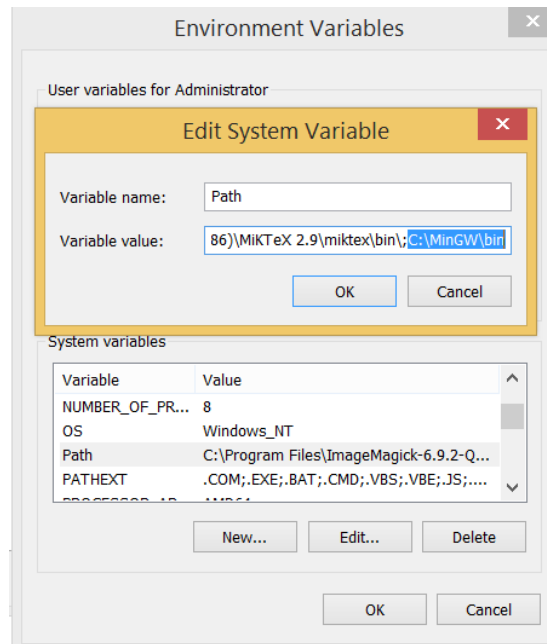 Environment Variables
User variables for Administrator
Edit System Variable
Variable name: Path
Variable value: 86)\MiKTeX 2.9\miktex\bin\;C:\MinGW\bin
OK Cancel
System variables
Variable Value
NUMBER_OF_PR... 8
OS Windows_NT
Path C:\Program Files\ImageMagick-6.9.2-Q...
PATHEXT .COM;.EXE;.BAT;.CMD;.VBS;.VBE;.JS;....
New... Edit... Delete
OK Cancel